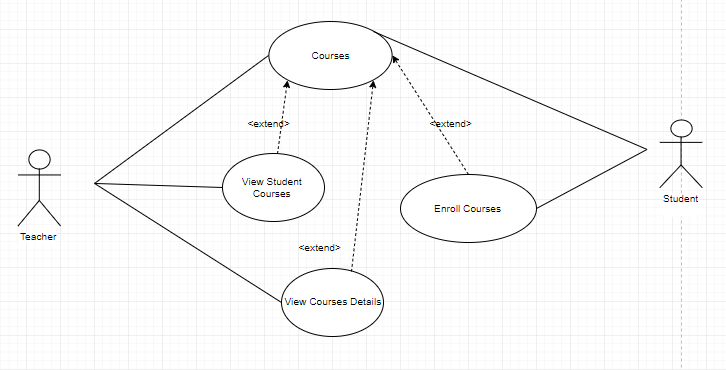 Courses
<extend>
<extend>
View Student
Courses
Enroll Courses
Student
Teacher
<extend>
View Courses Details